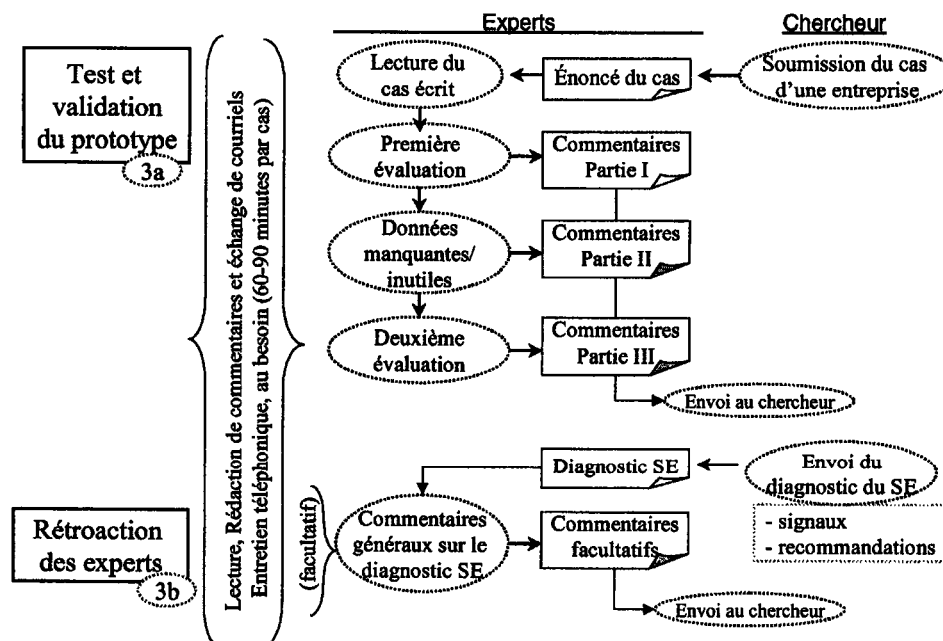 Experts
Chercheur
Test et
validation
du prototype
3a
Lecture, Rédaction de commentaires et échange de courriels
Entretien téléphonique, au besoin (60-90 minutes par cas)
Lecture du
cas écrit
Énoncé du cas
Soumission du cas
d'une entreprise
Première
évaluation
Commentaires
Partie I
Données
manquantes/
inutiles
Commentaires
Partie II
Deuxième
évaluation
Commentaires
Partie III
Envoi au chercheur
Diagnostic SE
Envoi du
diagnostic du SE
- signaux
- recommandations
Rétroaction
des experts
3b
(facultatif)
Commentaires
généraux sur le
diagnostic SE
Commentaires
facultatifs
Envoi au chercheur